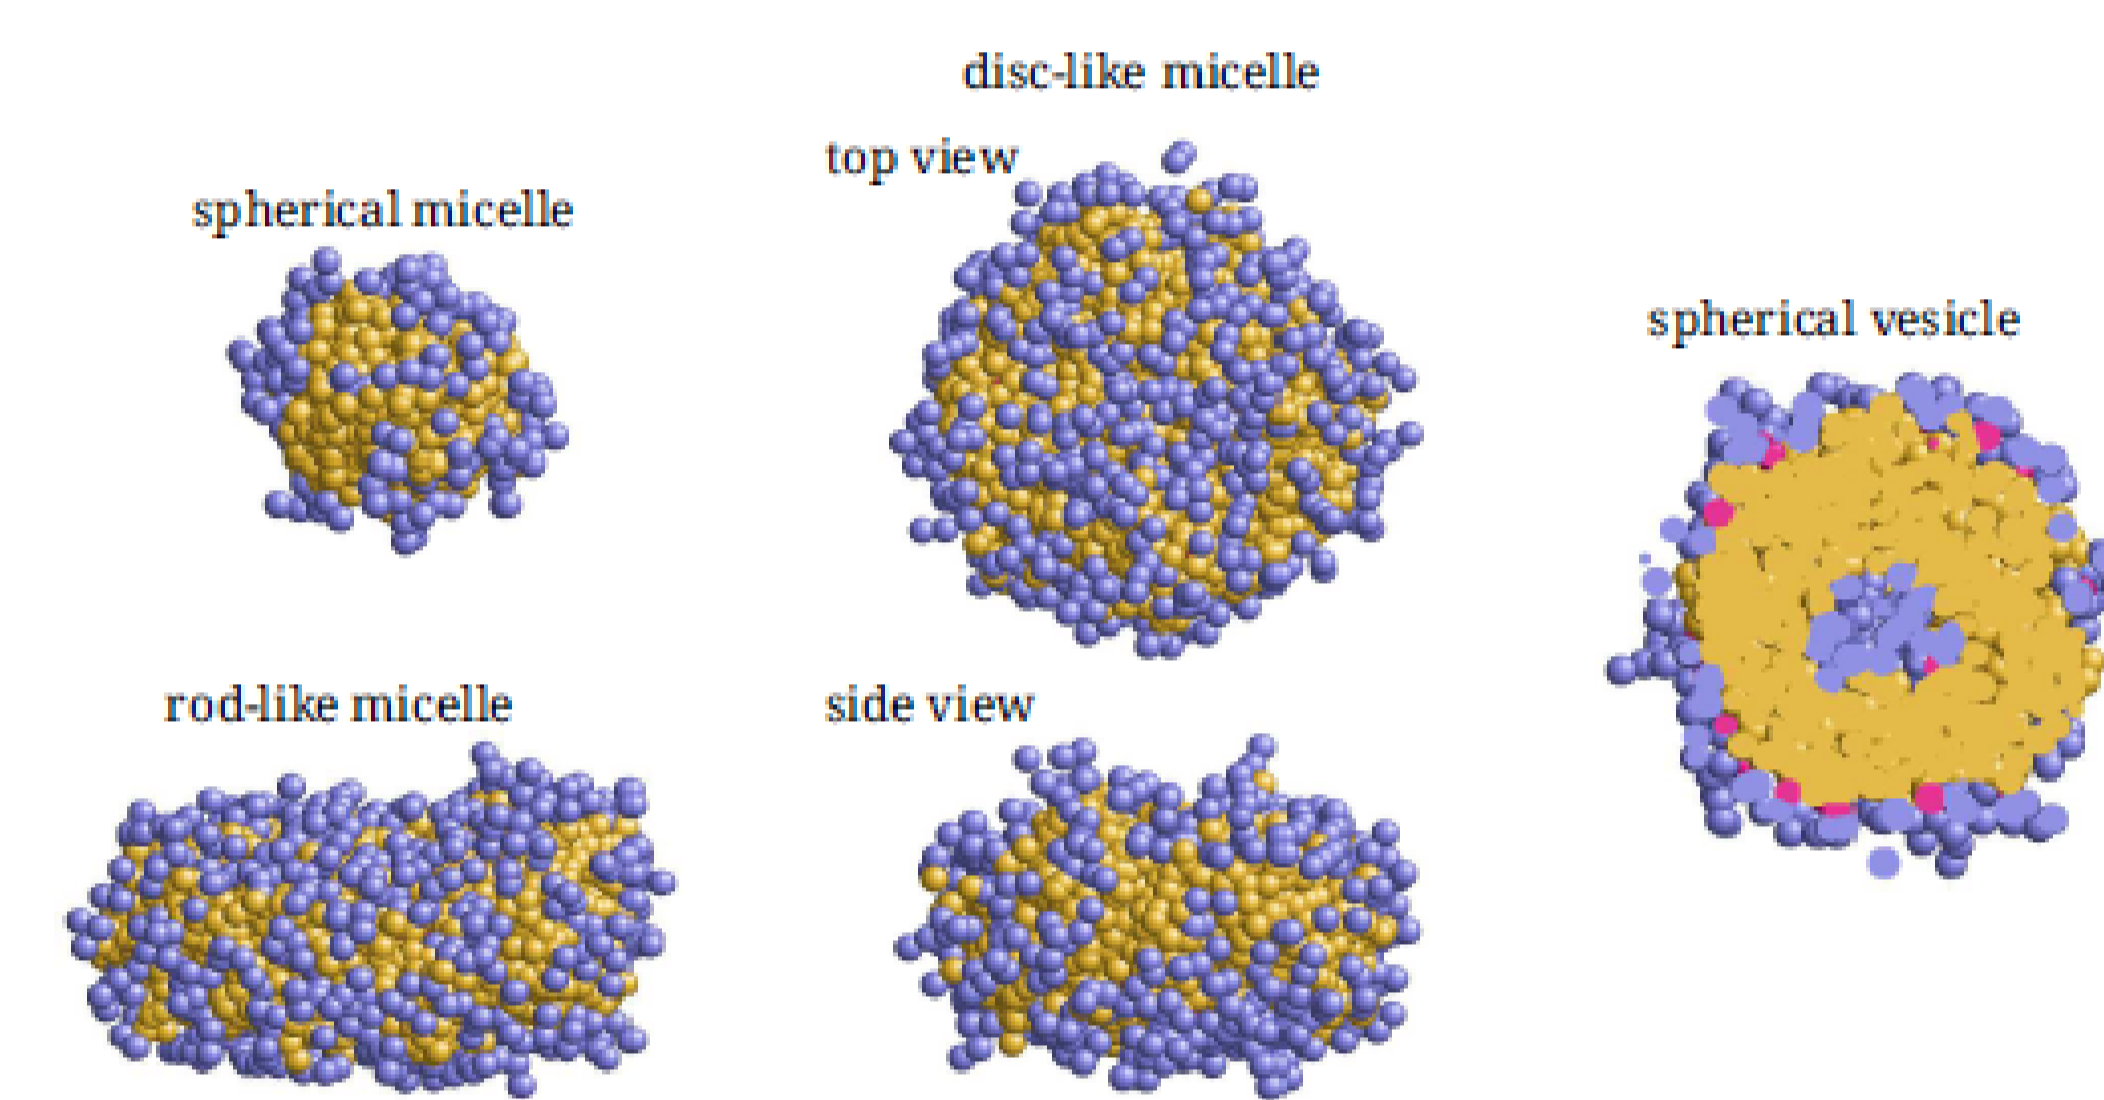 disc-like micelle
top view
spherical micelle
spherical vesicle
rod-like micelle
side view